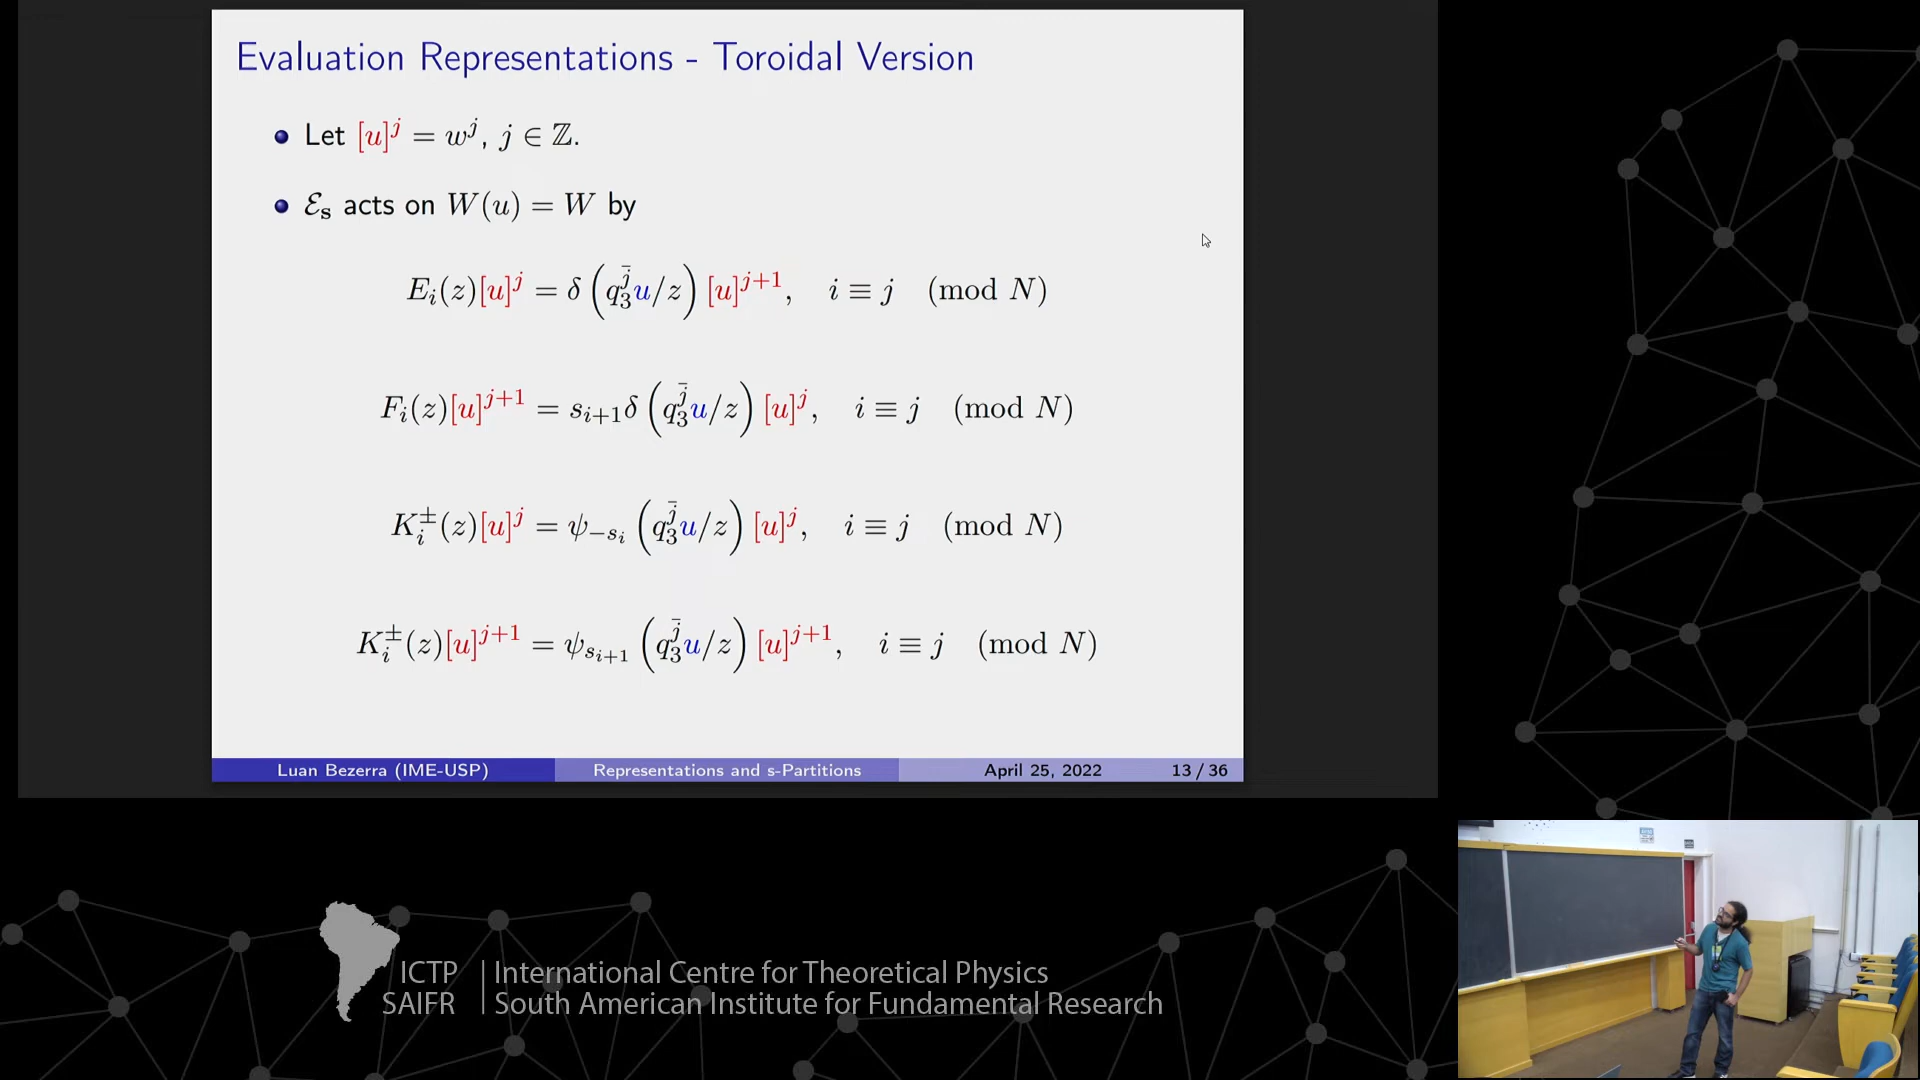 Evaluation Representations - Toroidal Version
Let [u]^j = w^j, j ∈ ℤ.
ℰ_s acts on W(u) = W by
E_i(z)[u]^j = δ(q_3^{j̄}u/z)[u]^{j+1}, i ≡ j (mod N)
F_i(z)[u]^{j+1} = s_{i+1}δ(q_3^{j̄}u/z)[u]^j, i ≡ j (mod N)
K_i^±(z)[u]^j = ψ_{-s_i}(q_3^{j̄}u/z)[u]^j, i ≡ j (mod N)
K_i^±(z)[u]^{j+1} = ψ_{s_{i+1}}(q_3^{j̄}u/z)[u]^{j+1}, i ≡ j (mod N)
Luan Bezerra (IME-USP) Representations and s-Partitions April 25, 2022 13 / 36
ICTP International Centre for Theoretical Physics
SAIFR South American Institute for Fundamental Research